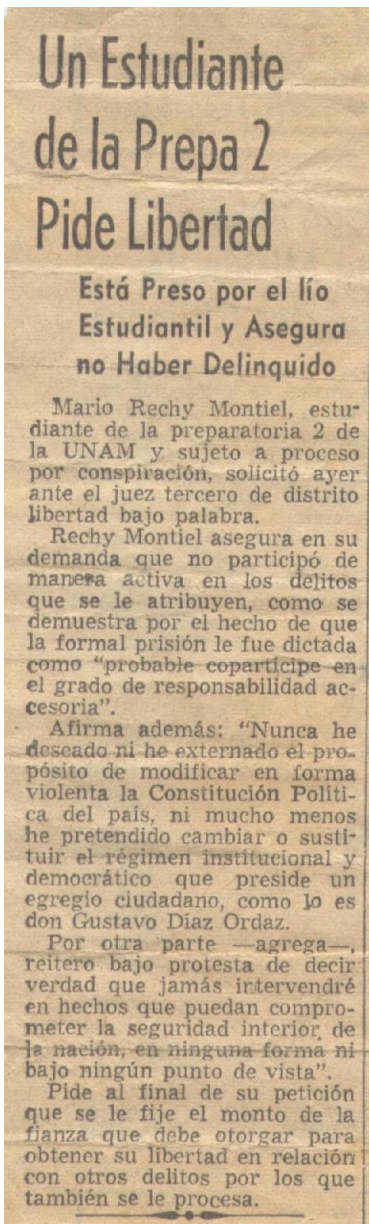 Un Estudiante
de la Prepa 2
Pide Libertad
Está Preso por el lío
Estudiantil y Asegura
no Haber Delinquido
Mario Rechy Montiel, estu-
diante de la preparatoria 2 de
la UNAM y sujeto a proceso
por conspiración, solicitó ayer
ante el juez tercero de distrito
libertad bajo palabra.
Rechy Montiel asegura en su
demanda que no participó de
manera activa en los delitos
que se le atribuyen, como se
demuestra por el hecho de que
la formal prisión le fue dictada
como "probable copartícipe en
el grado de responsabilidad ac-
cesoria".
Afirma además: "Nunca he
deseado ni he externado el pro-
pósito de modificar en forma
violenta la Constitución Políti-
ca del país, ni mucho menos
he pretendido cambiar o susti-
tuir el régimen institucional y
democrático que preside un
egregio ciudadano, como lo es
don Gustavo Díaz Ordaz.
Por otra parte —agrega—,
reitero bajo protesta de decir
verdad que jamás intervendré
en hechos que puedan compro-
meter la seguridad interior de
la nación, en ninguna forma ni
bajo ningún punto de vista".
Pide al final de su petición
que se le fije el monto de la
fianza que debe otorgar para
obtener su libertad en relación
con otros delitos por los que
también se le procesa.